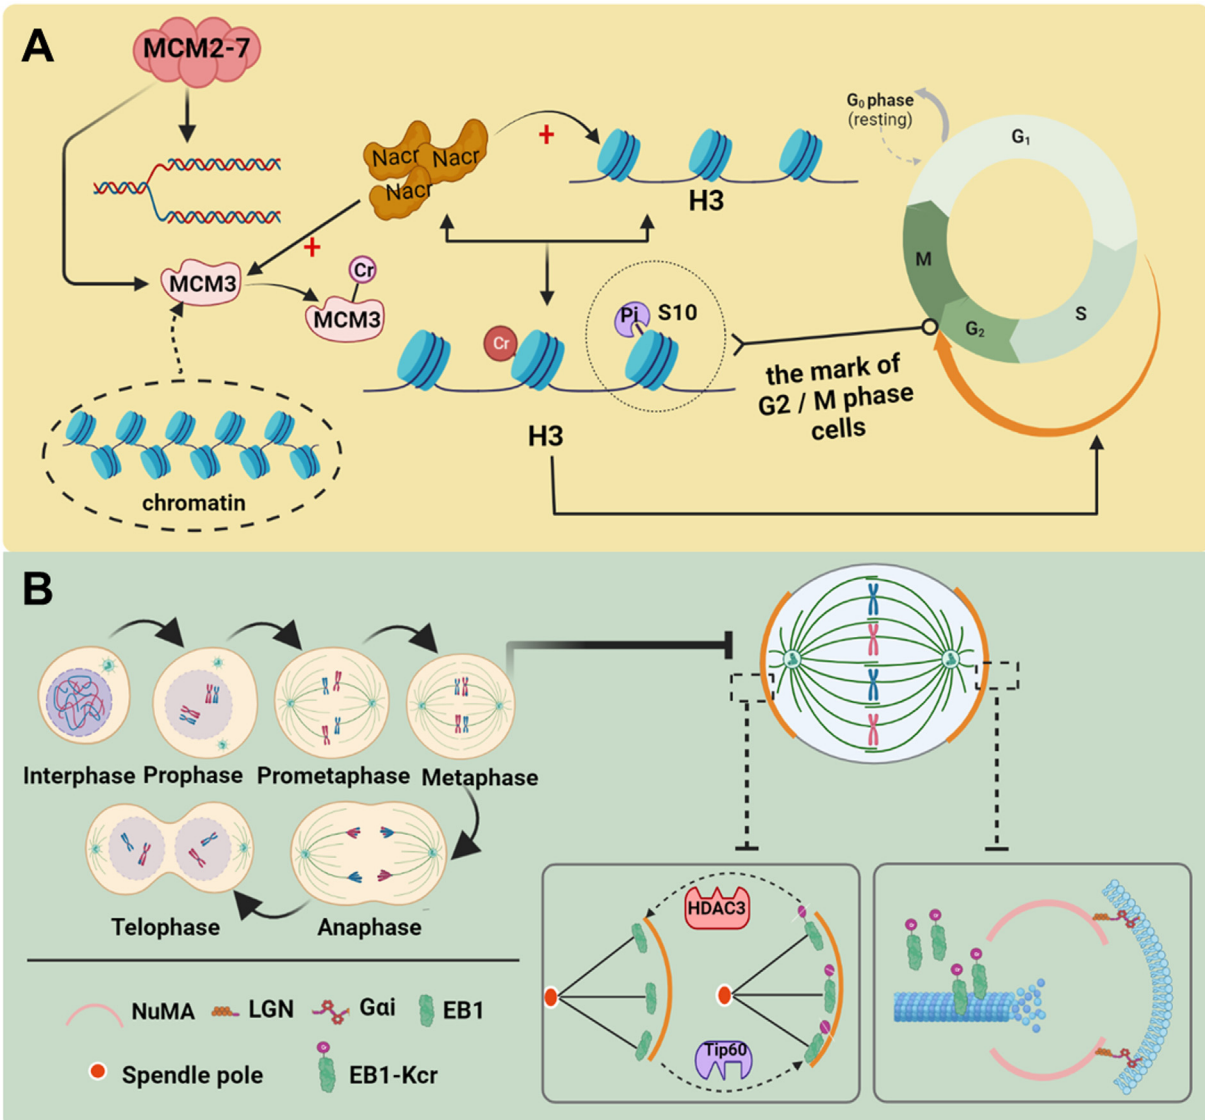 A
MCM2-7
Nacr
Nacr
Nacr
+
H3
G₀ phase
(resting)
G₁
M
S
G₂
+
MCM3
Cr
MCM3
Cr
Pi
S10
the mark of
G2 / M phase
cells
H3
chromatin
B
Interphase
Prophase
Prometaphase
Metaphase
Telophase
Anaphase
NuMA
LGN
Gαi
EB1
Spendle pole
EB1-Kcr
HDAC3
Tip60